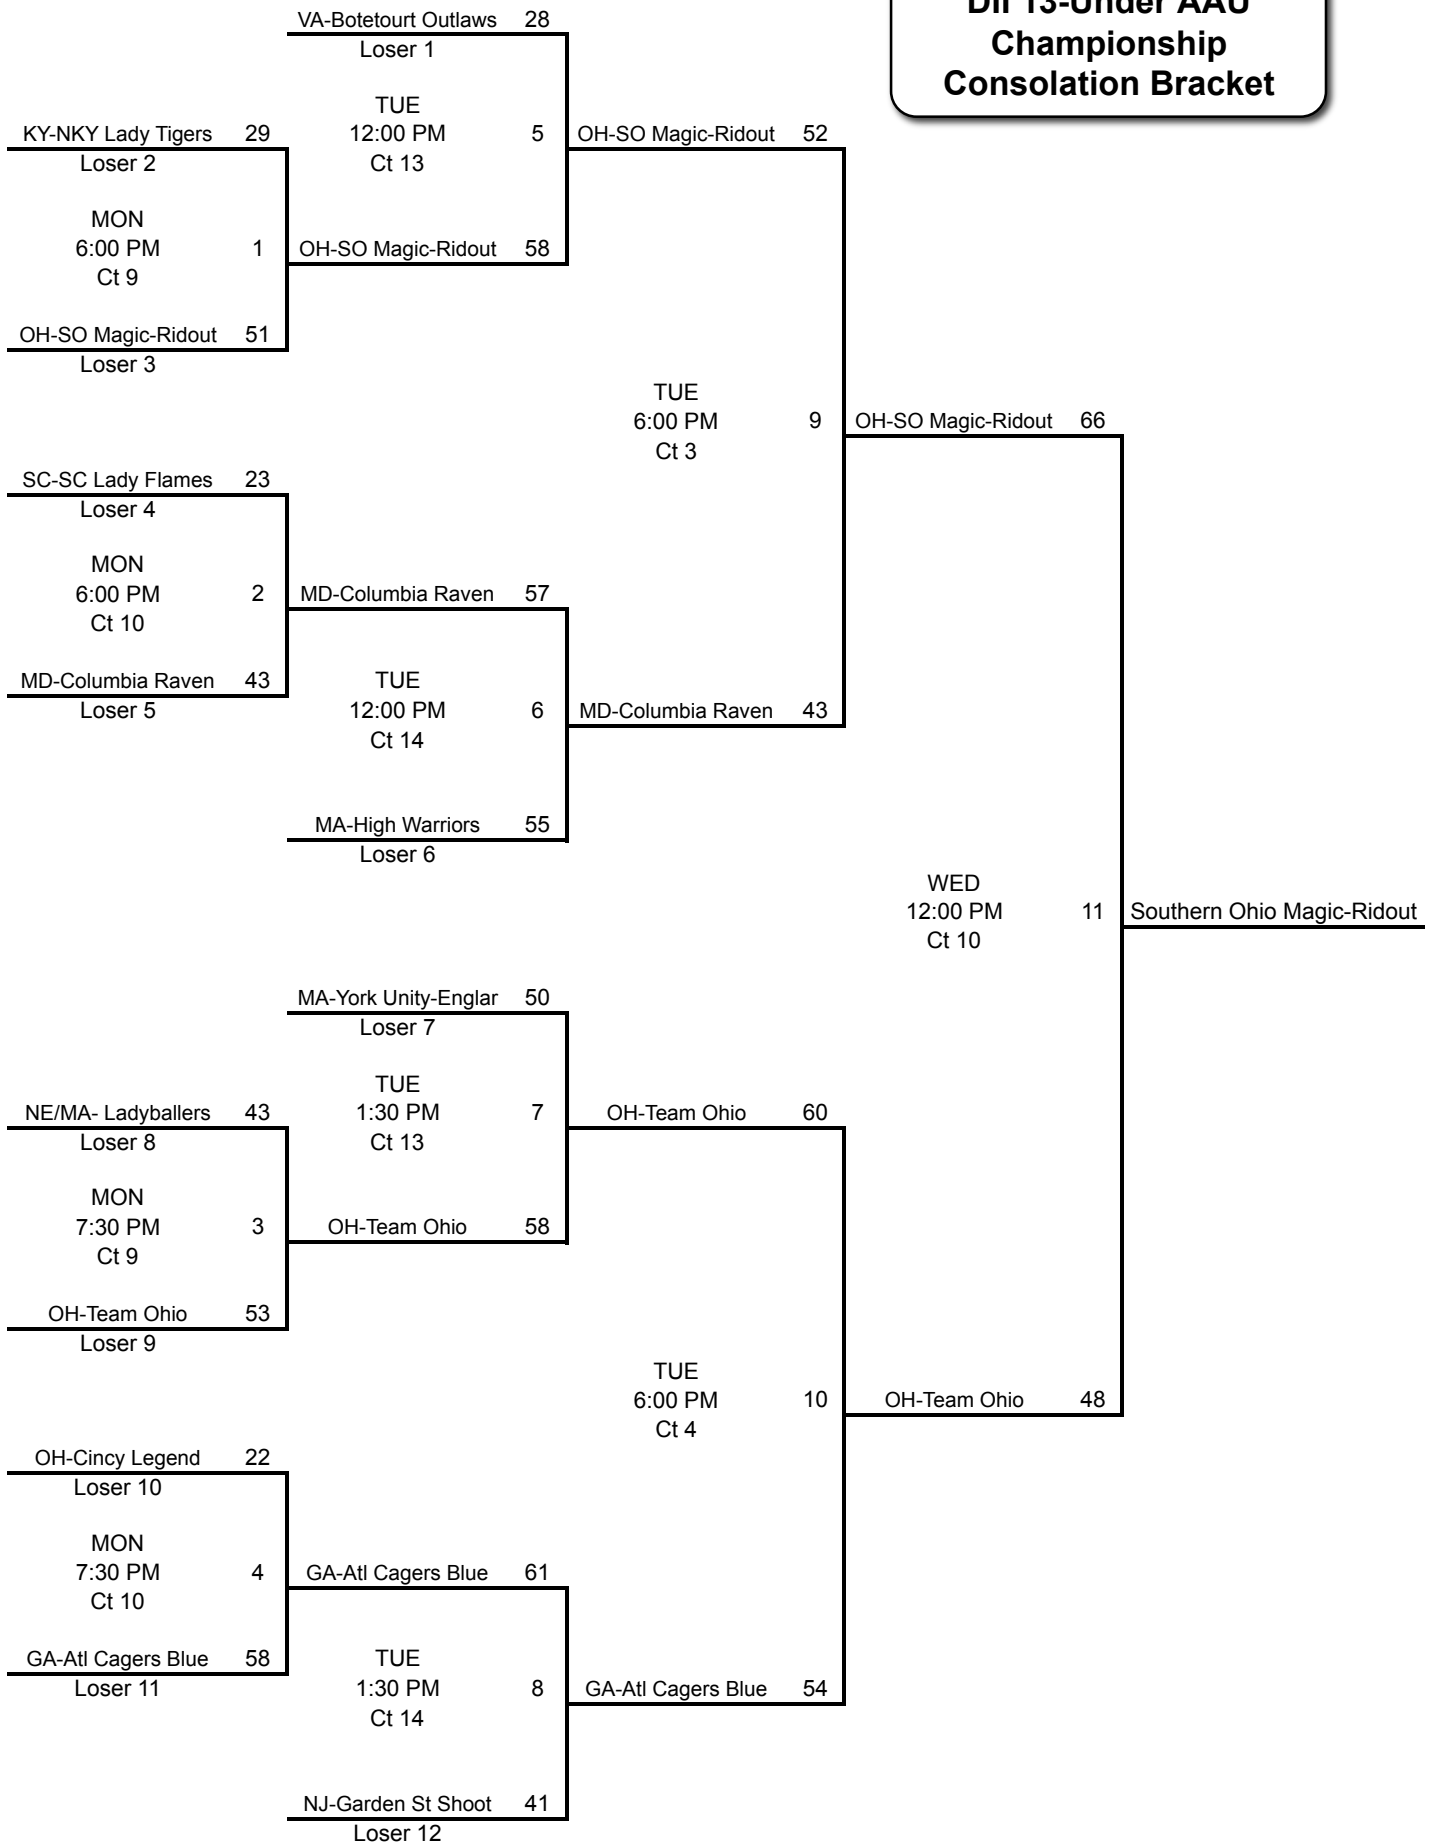 DII 13-Under AAU
Championship
Consolation Bracket
VA-Botetourt Outlaws 28
Loser 1
TUE
12:00 PM 5
Ct 13
KY-NKY Lady Tigers 29
Loser 2
MON
6:00 PM 1
Ct 9
OH-SO Magic-Ridout 51
Loser 3
OH-SO Magic-Ridout 58
OH-SO Magic-Ridout 52
TUE
6:00 PM 9
Ct 3
OH-SO Magic-Ridout 66
SC-SC Lady Flames 23
Loser 4
MON
6:00 PM 2
Ct 10
MD-Columbia Raven 43
Loser 5
MD-Columbia Raven 57
TUE
12:00 PM 6
Ct 14
MD-Columbia Raven 43
MA-High Warriors 55
Loser 6
WED
12:00 PM 11
Ct 10
Southern Ohio Magic-Ridout
MA-York Unity-Englar 50
Loser 7
TUE
1:30 PM 7
Ct 13
NE/MA- Ladyballers 43
Loser 8
MON
7:30 PM 3
Ct 9
OH-Team Ohio 53
Loser 9
OH-Team Ohio 58
OH-Team Ohio 60
TUE
6:00 PM 10
Ct 4
OH-Team Ohio 48
OH-Cincy Legend 22
Loser 10
MON
7:30 PM 4
Ct 10
GA-Atl Cagers Blue 58
Loser 11
GA-Atl Cagers Blue 61
TUE
1:30 PM 8
Ct 14
GA-Atl Cagers Blue 54
NJ-Garden St Shoot 41
Loser 12